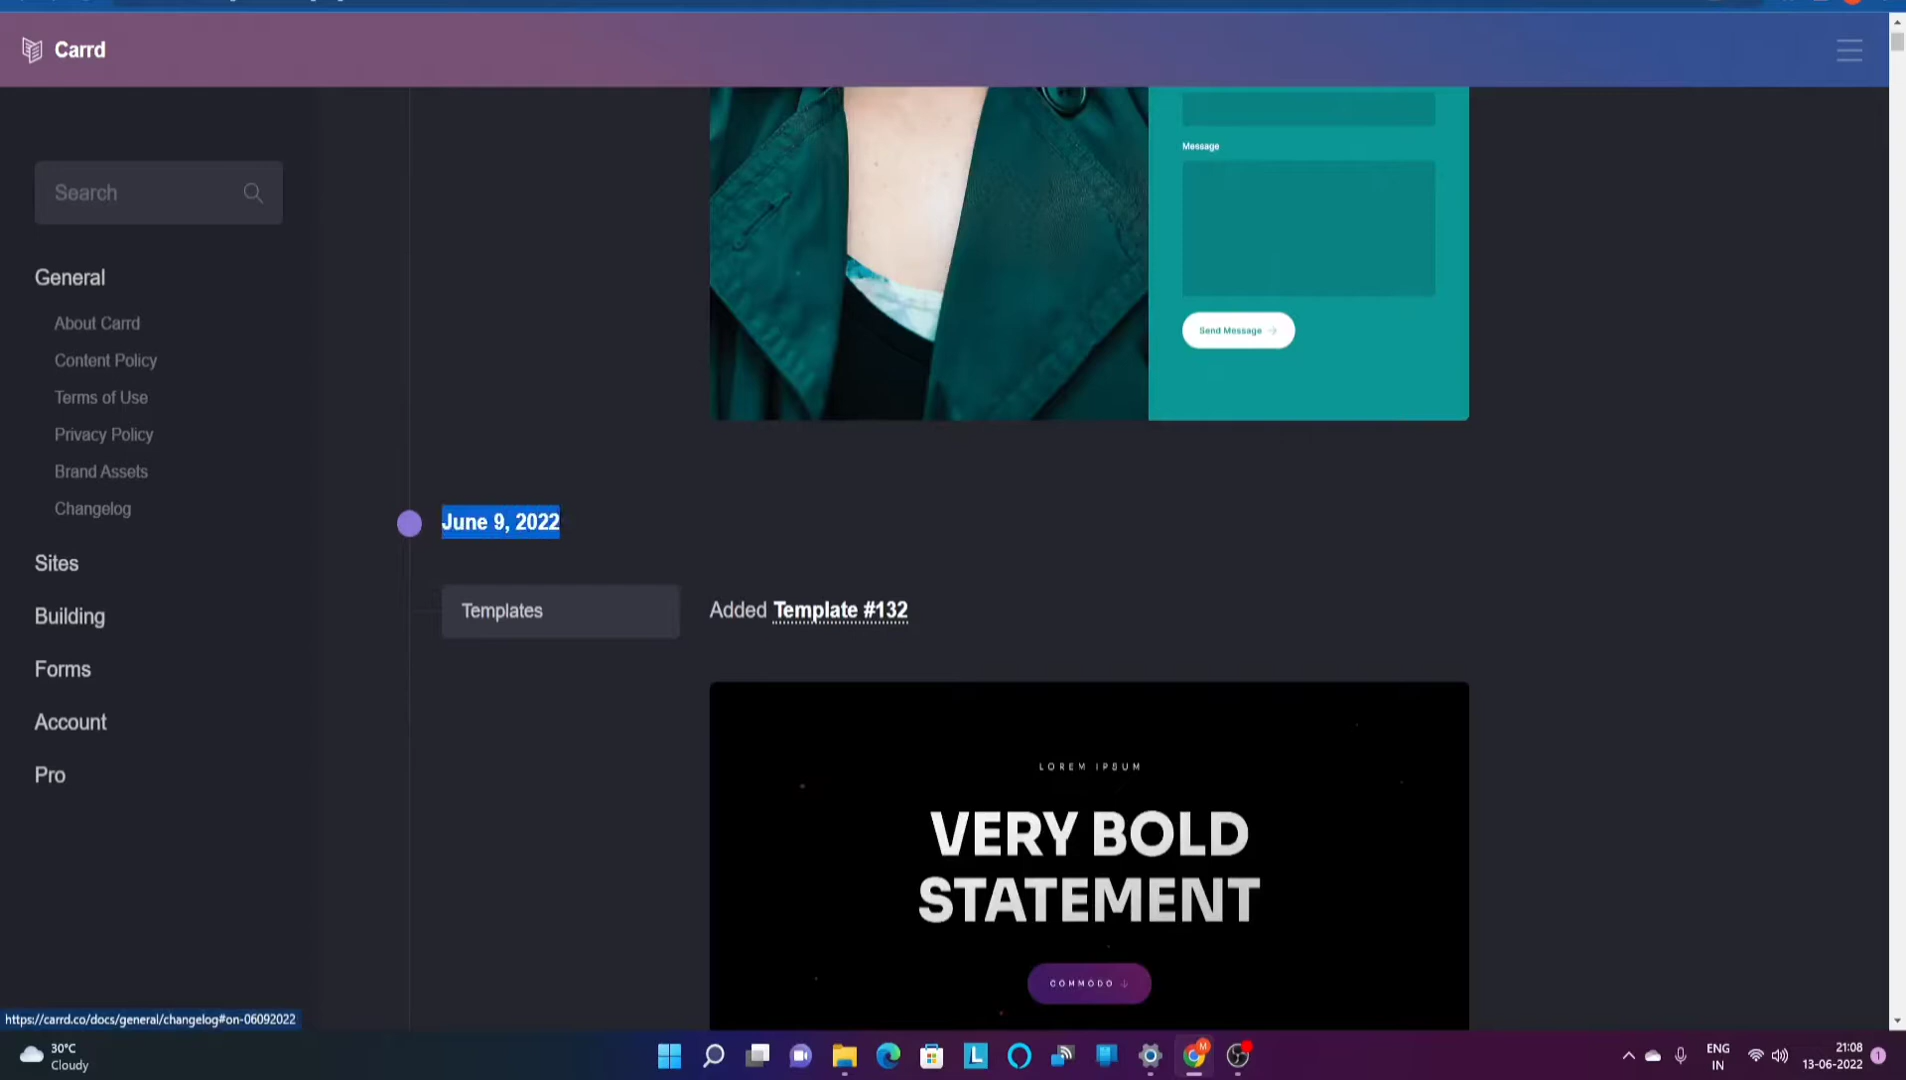 Carrd
Search
General
About Carrd
Content Policy
Terms of Use
Privacy Policy
Brand Assets
Changelog
Sites
Building
Forms
Account
Pro
Message
Send Message
June 9, 2022
Templates
Added Template #132
LOREM IPSUM
VERY BOLD
STATEMENT
COMMODO
https://carrd.co/docs/general/changelog#on-06092022
30°C
Cloudy
L
M
ENG
IN
21:08
13-06-2022
1